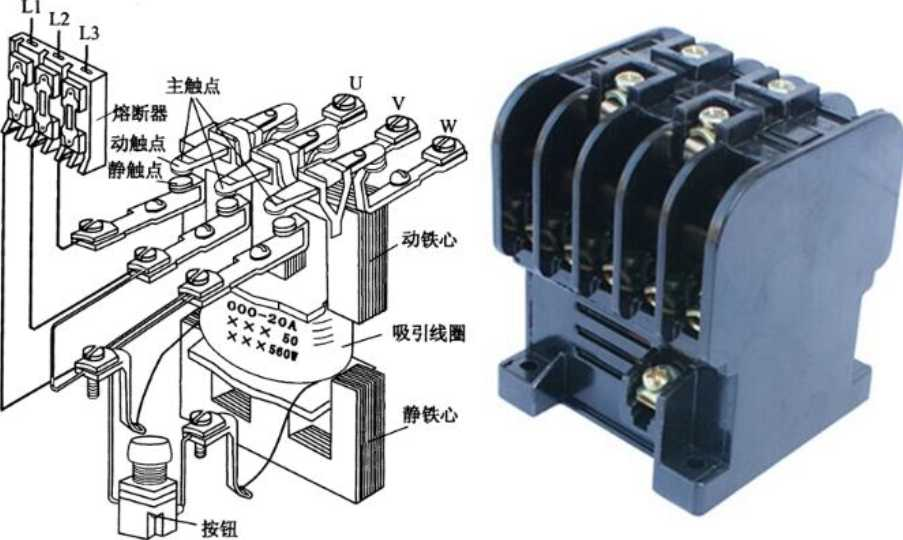 L1
L2
L3
熔断器
主触点
动触点
静触点
U
V
W
动铁心
000-20A
××× 50
×××560W
吸引线圈
静铁心
按钮